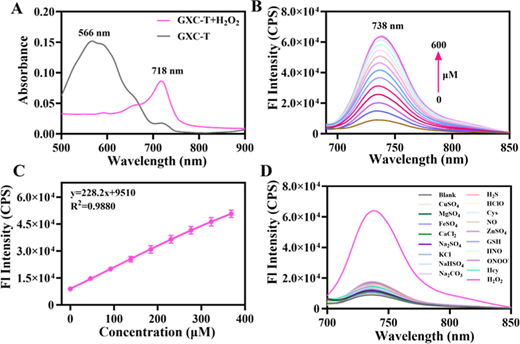 A
GXC-T+H₂O₂
GXC-T
566 nm
718 nm
Absorbance
0.20
0.15
0.10
0.05
0.00
500
600
700
800
900
Wavelength (nm)
B
738 nm
600
µM
0
Fl Intensity (CPS)
8.0×10⁴
6.0×10⁴
4.0×10⁴
2.0×10⁴
0.0
700
750
800
850
Wavelength (nm)
C
y=228.2x+9510
R²=0.9880
Fl Intensity (CPS)
6.0×10⁴
4.5×10⁴
3.0×10⁴
1.5×10⁴
0.0
0
100
200
300
400
Concentration (µM)
D
Blank
CuSO₄
MgSO₄
FeSO₄
CaCl₂
Na₂SO₄
KCl
NaHSO₄
Na₂CO₃
H₂S
HClO
Cys
NO
ZnSO₄
GSH
HNO
ONOO⁻
Hcy
H₂O₂
Fl Intensity (CPS)
8.0×10⁴
6.0×10⁴
4.0×10⁴
2.0×10⁴
0.0
700
750
800
850
Wavelength (nm)